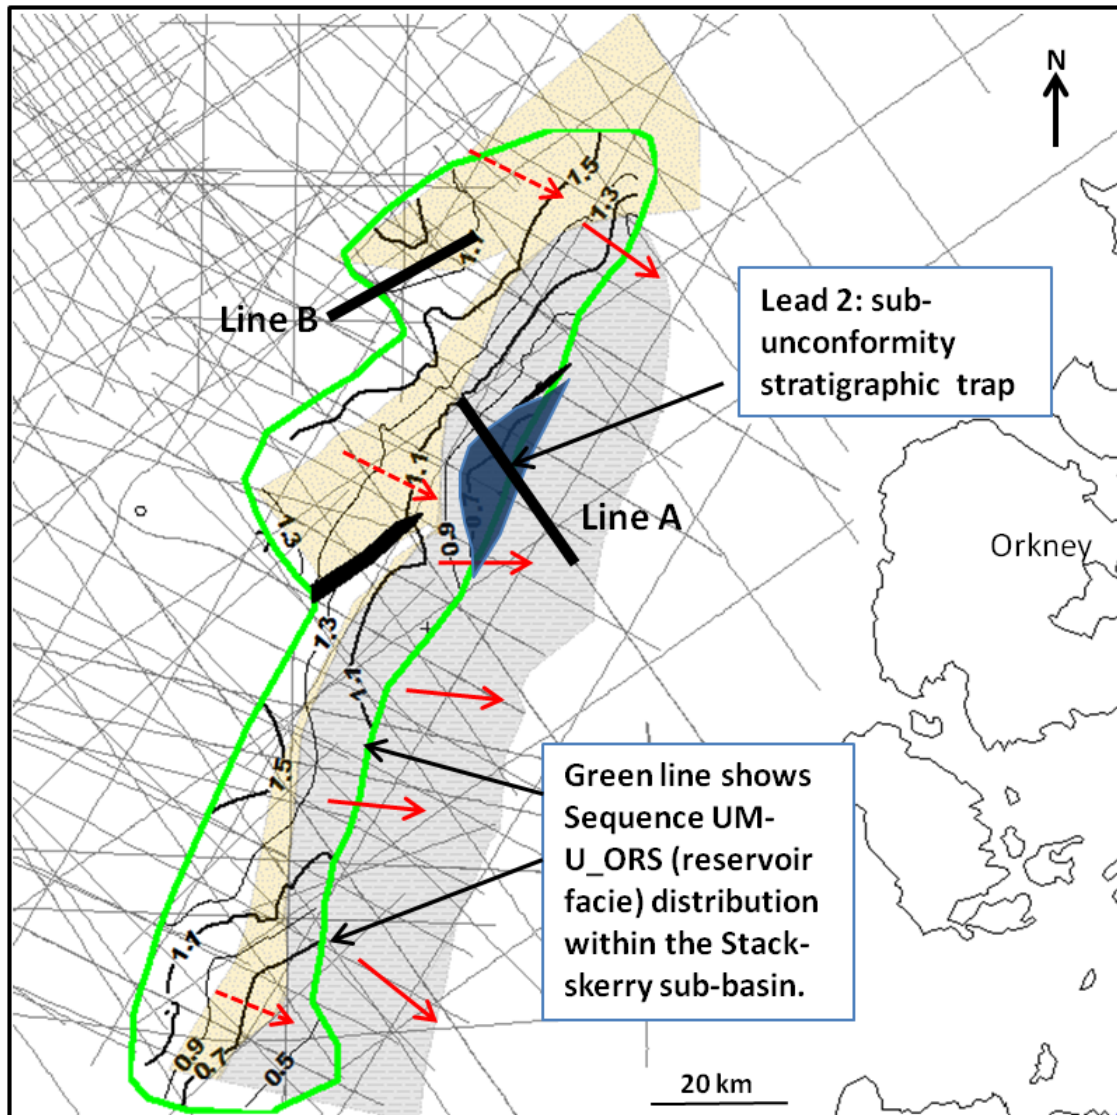 N
1.5
1.3
1.1
Line B
Lead 2: sub-
unconformity
stratigraphic trap
1.1
0.7
0.9
Line A
1.3
Orkney
1.3
1.1
1.5
Green line shows
Sequence UM-
U_ORS (reservoir
facie) distribution
within the Stack-
skerry sub-basin.
1.1
0.9
0.7
0.5
20 km